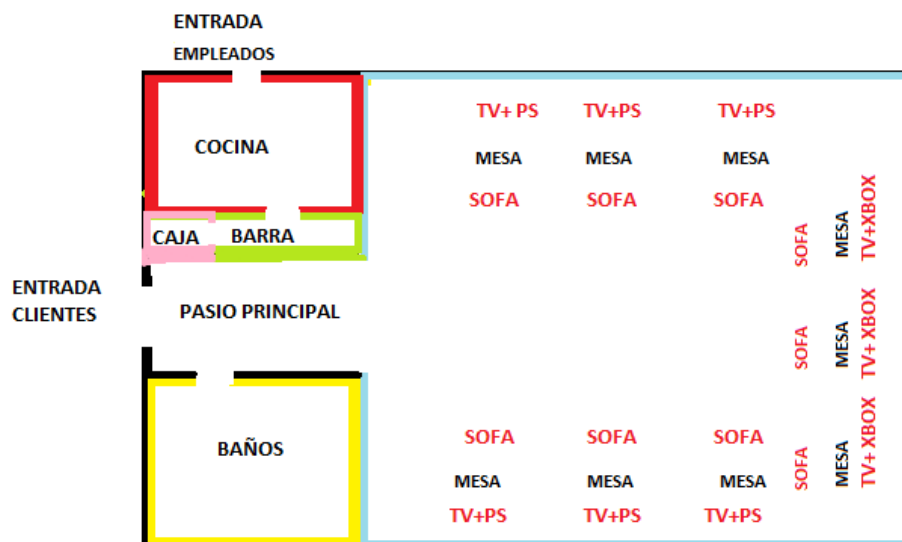 ENTRADA
EMPLEADOS
COCINA
TV+ PS TV+PS TV+PS
MESA MESA MESA
SOFA SOFA SOFA
CAJA BARRA
SOFA MESA TV+XBOX
ENTRADA
CLIENTES
PASIO PRINCIPAL
SOFA MESA TV+ XBOX
BAÑOS
SOFA SOFA SOFA
MESA MESA MESA
TV+PS TV+PS TV+PS
SOFA MESA TV+ XBOX